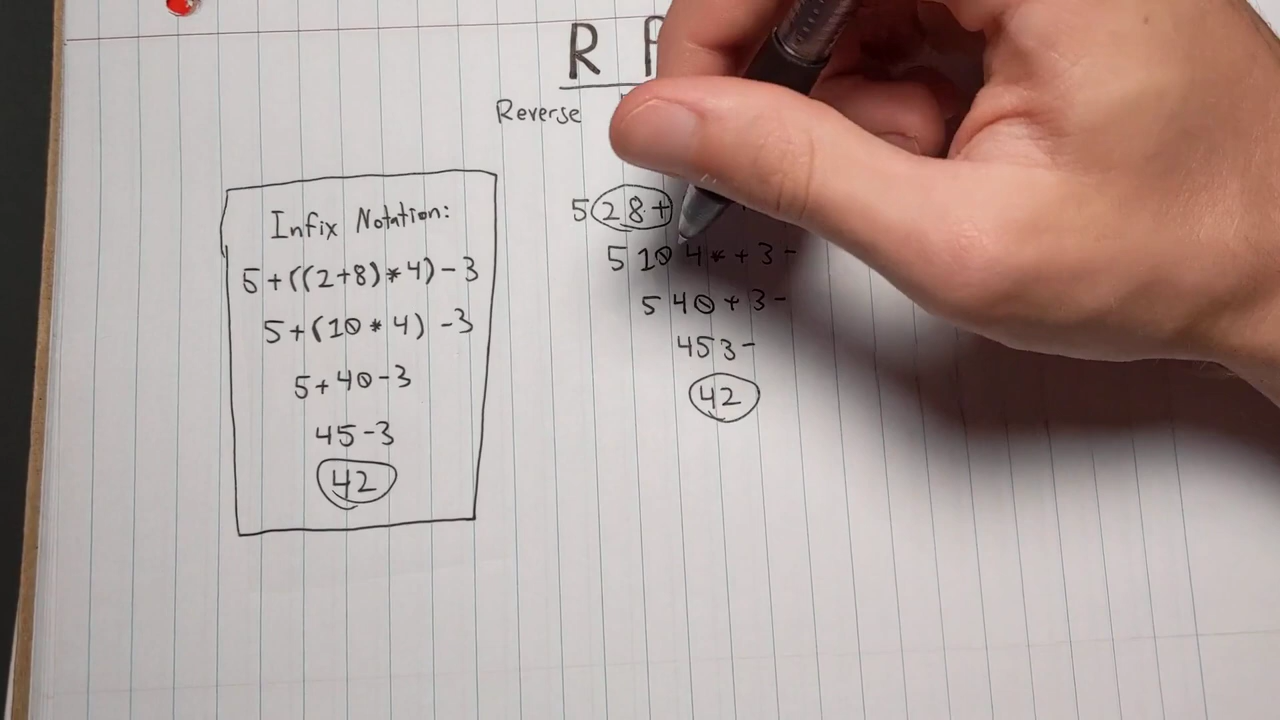 R
Reverse
Infix Notation:
5+((2+8)*4)-3
5+(10*4)-3
5+40-3
45-3
42
5 2 8 +
5 10 4 * + 3 -
5 40 + 3 -
45 3 -
42